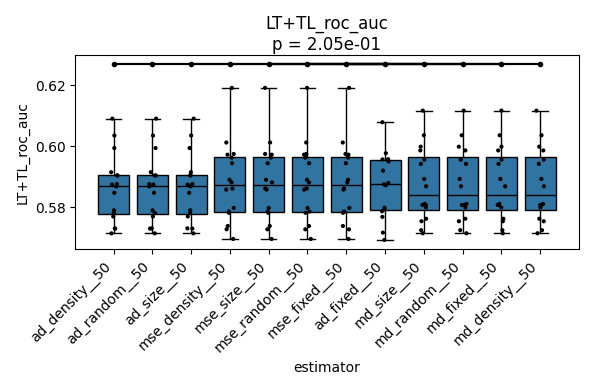 LT+TL_roc_auc
p = 2.05e-01
LT+TL_roc_auc
0.62
0.60
0.58
ad_density__50
ad_random__50
ad_size__50
mse_density__50
mse_size__50
mse_random__50
mse_fixed__50
ad_fixed__50
md_size__50
md_random__50
md_fixed__50
md_density__50
estimator